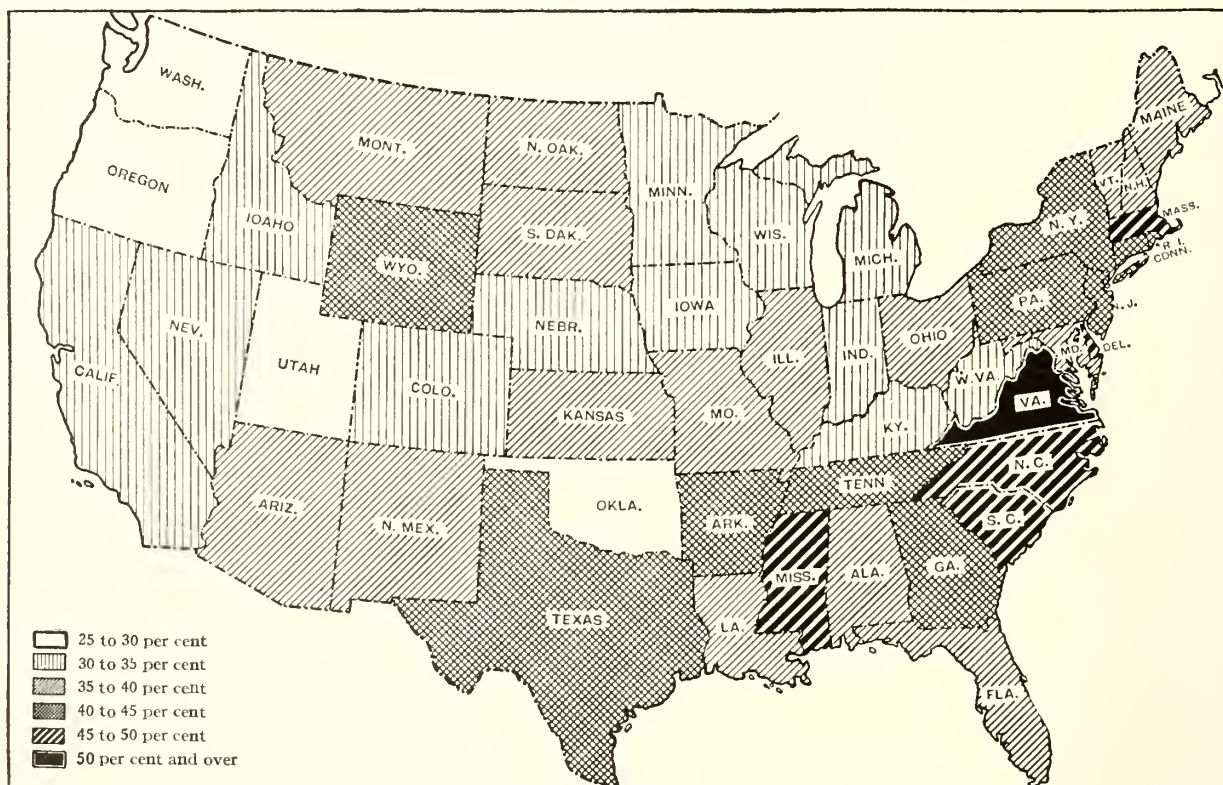 WASH.
OREGON
CALIF.
NEV.
IOAHO
MONT.
WYO.
UTAH
COLO.
ARIZ.
N. MEX.
N. OAK.
S. DAK.
NEBR.
KANSAS
OKLA.
TEXAS
MINN.
IOWA
MO.
ARK.
LA.
WIS.
ILL.
MICH.
IND.
OHIO
KY.
TENN
MISS.
ALA.
GA.
FLA.
S. C.
N. C.
VA.
W. VA.
MD.
DEL.
PA.
N. J.
N. Y.
CONN.
R. I.
MASS.
VT.
N.H.
MAINE
25 to 30 per cent
30 to 35 per cent
35 to 40 per cent
40 to 45 per cent
45 to 50 per cent
50 per cent and over